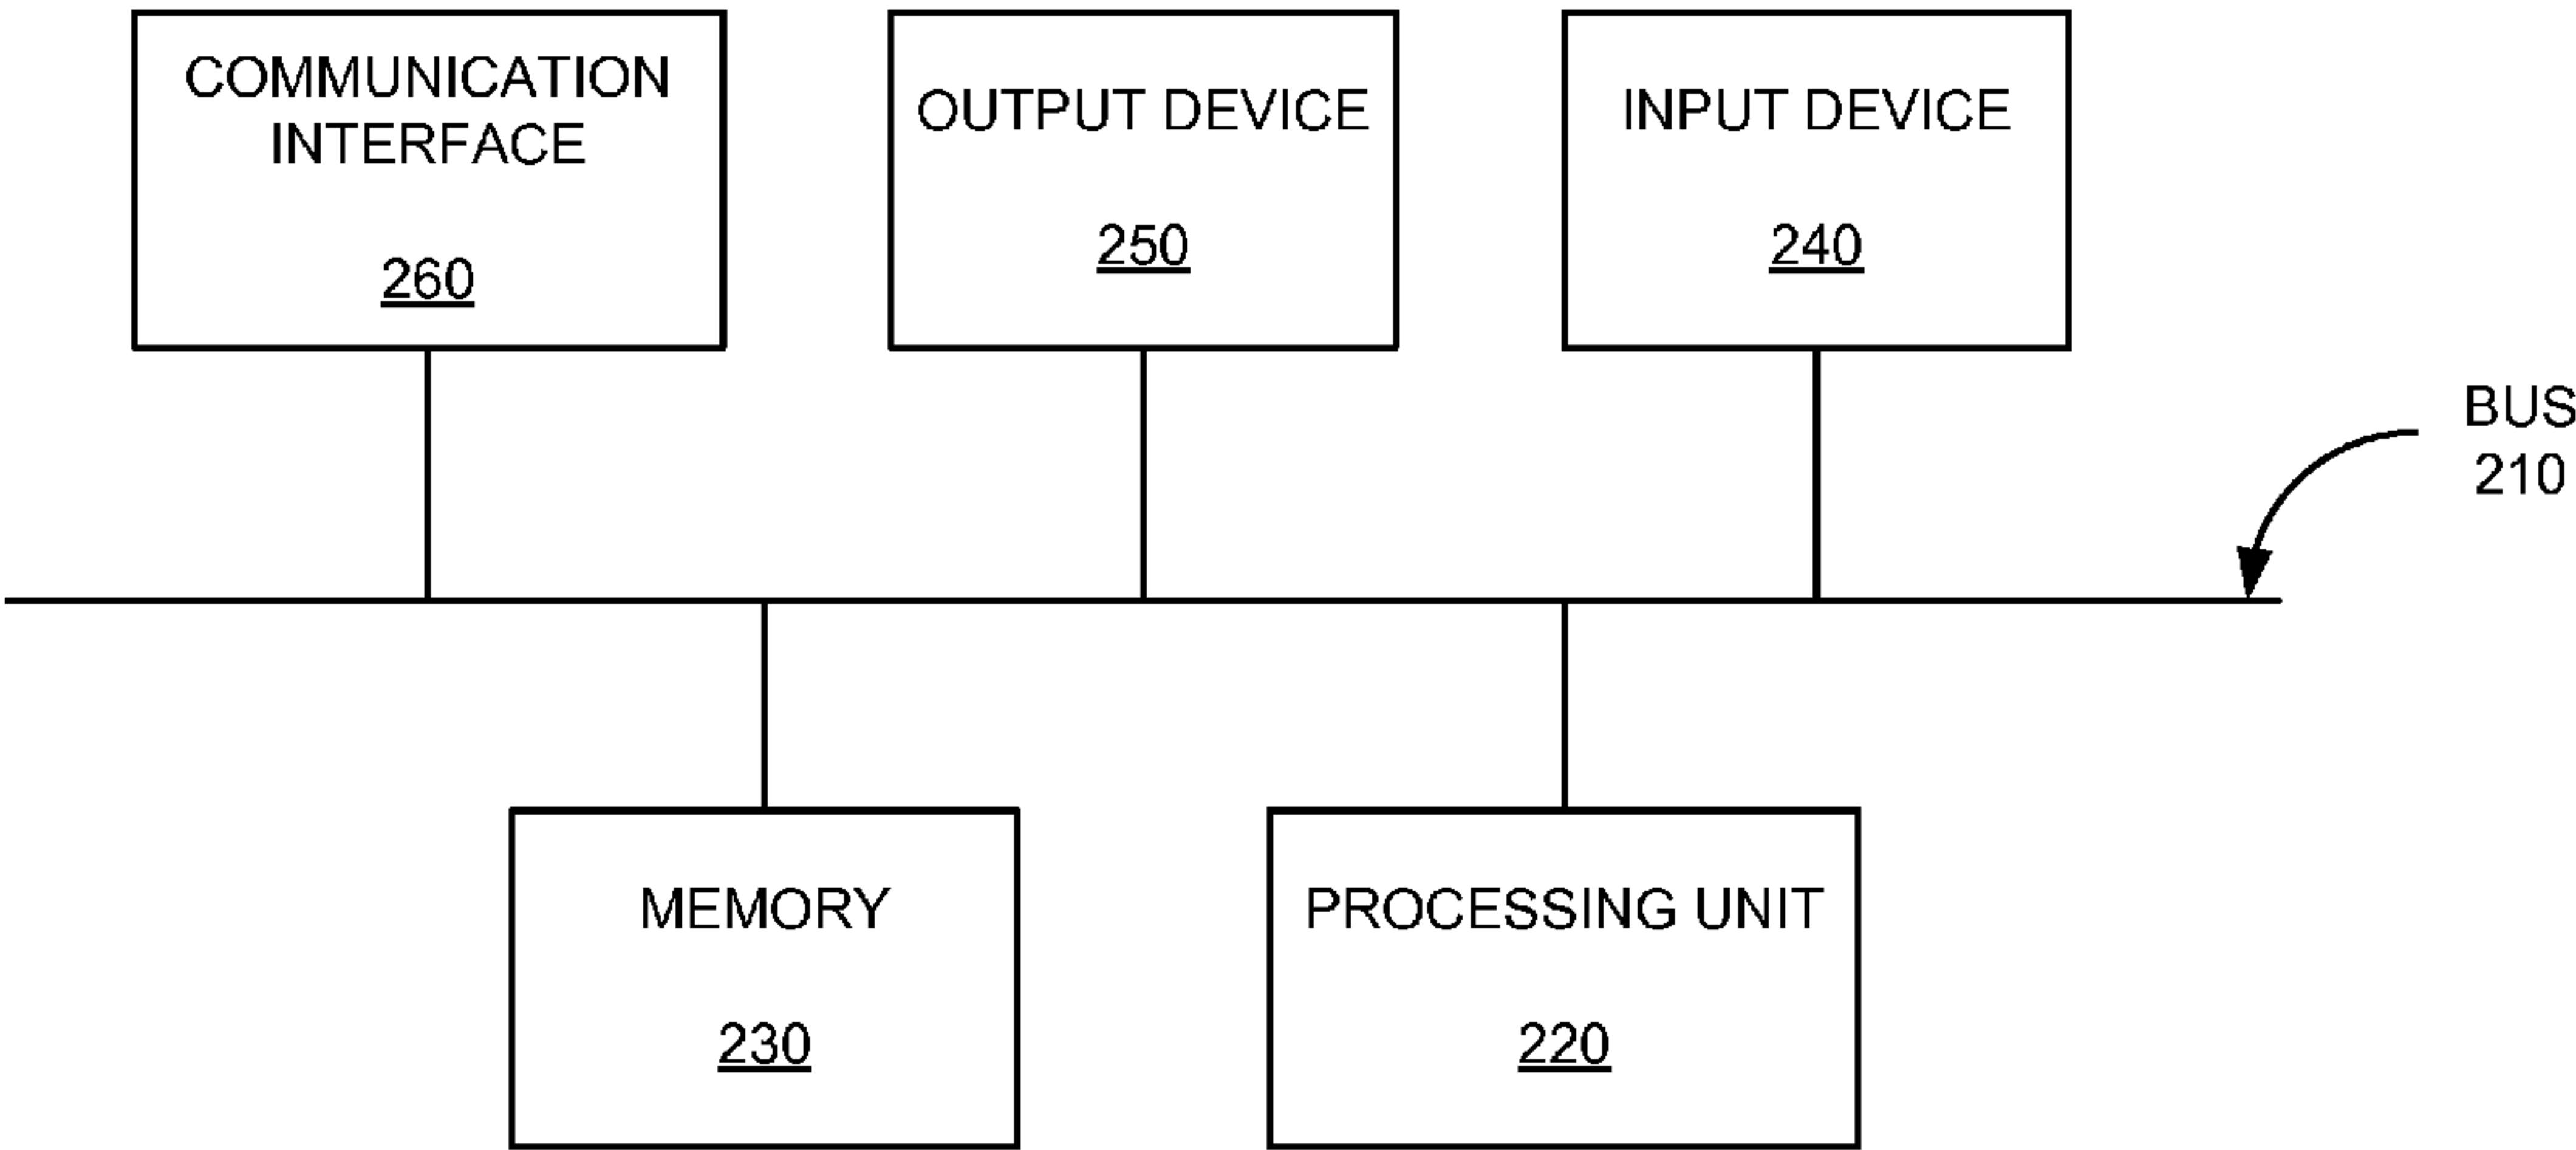 COMMUNICATION
INTERFACE
260
OUTPUT DEVICE
250
INPUT DEVICE
240
BUS
210
MEMORY
230
PROCESSING UNIT
220